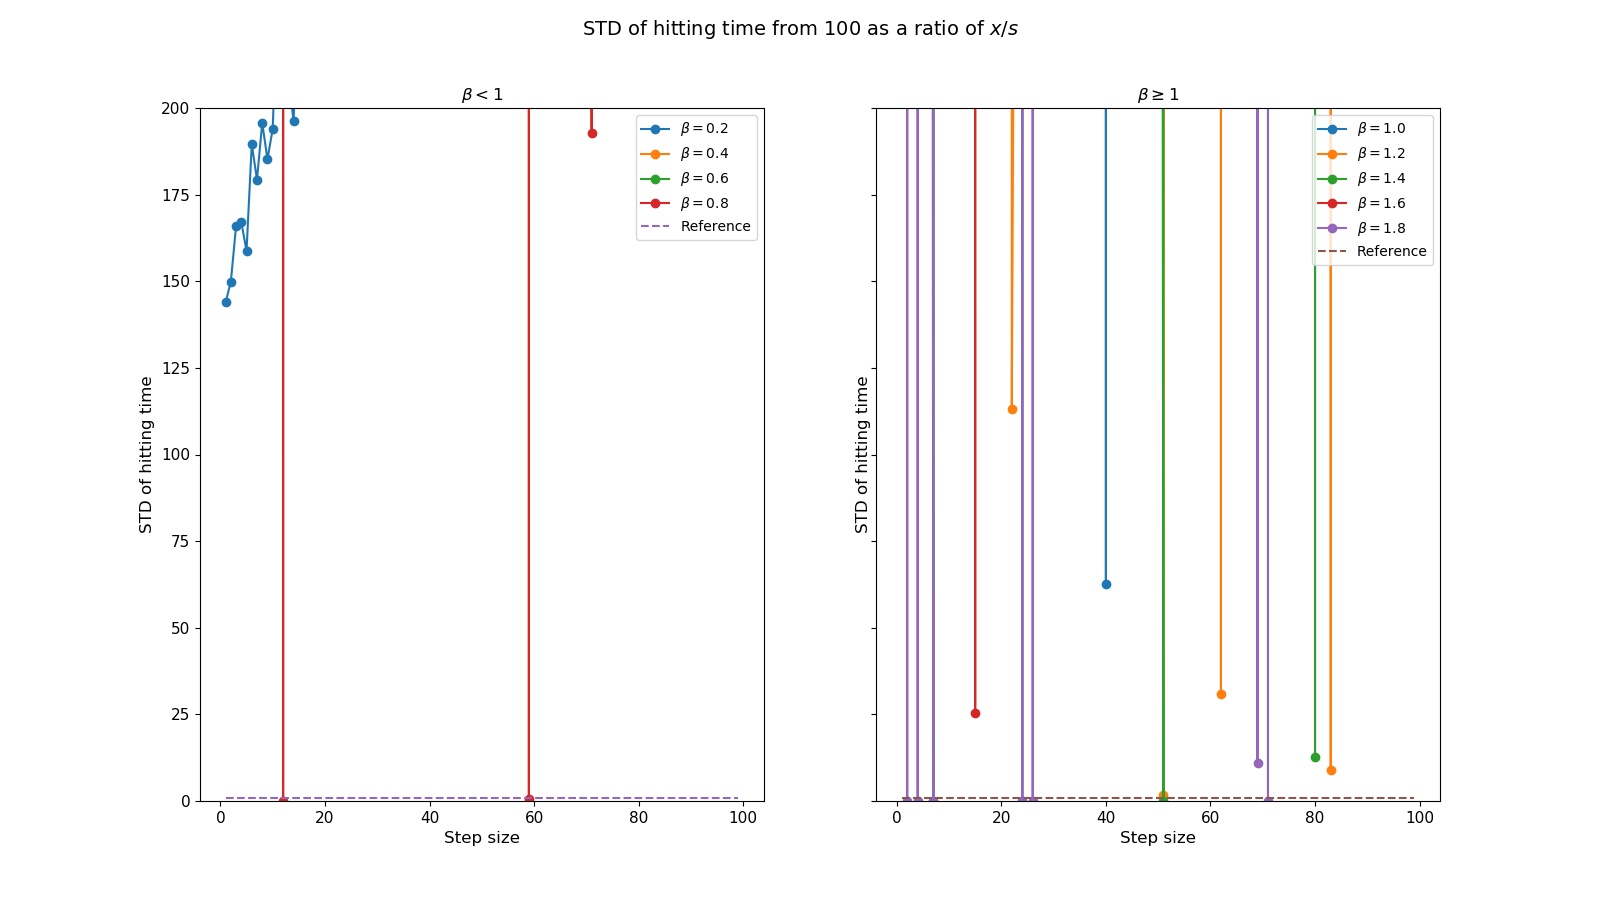 STD of hitting time from 100 as a ratio of x/s
β < 1
200
175
150
125
100
75
50
25
0
STD of hitting time
0
20
40
60
80
100
Step size
β = 0.2
β = 0.4
β = 0.6
β = 0.8
Reference
β ≥ 1
STD of hitting time
0
20
40
60
80
100
Step size
β = 1.0
β = 1.2
β = 1.4
β = 1.6
β = 1.8
Reference